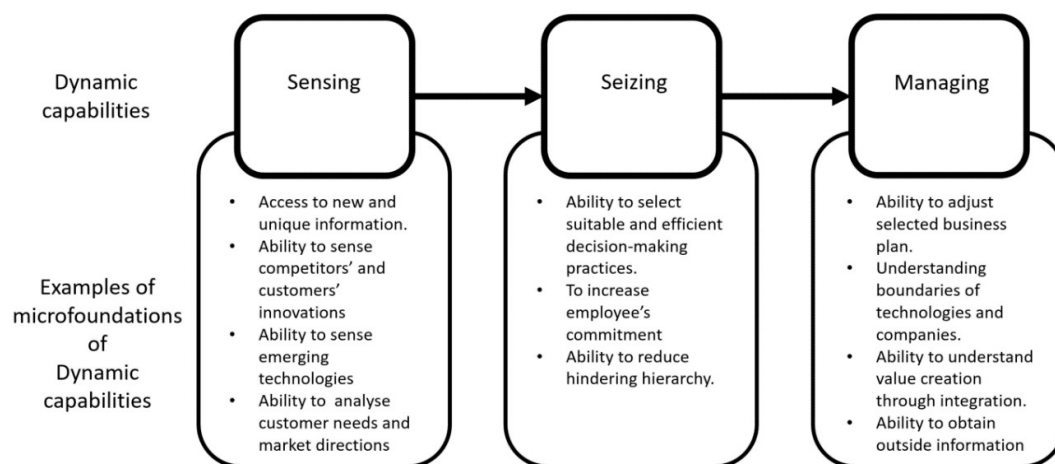 Dynamic
capabilities
Sensing
Seizing
Managing
Examples of
microfoundations
of
Dynamic
capabilities
• Access to new and
unique information.
• Ability to sense
competitors’ and
customers’
innovations
• Ability to sense
emerging
technologies
• Ability to analyse
customer needs and
market directions
• Ability to select
suitable and efficient
decision-making
practices.
• To increase
employee’s
commitment
• Ability to reduce
hindering hierarchy.
• Ability to adjust
selected business
plan.
• Understanding
boundaries of
technologies and
companies.
• Ability to understand
value creation
through integration.
• Ability to obtain
outside information